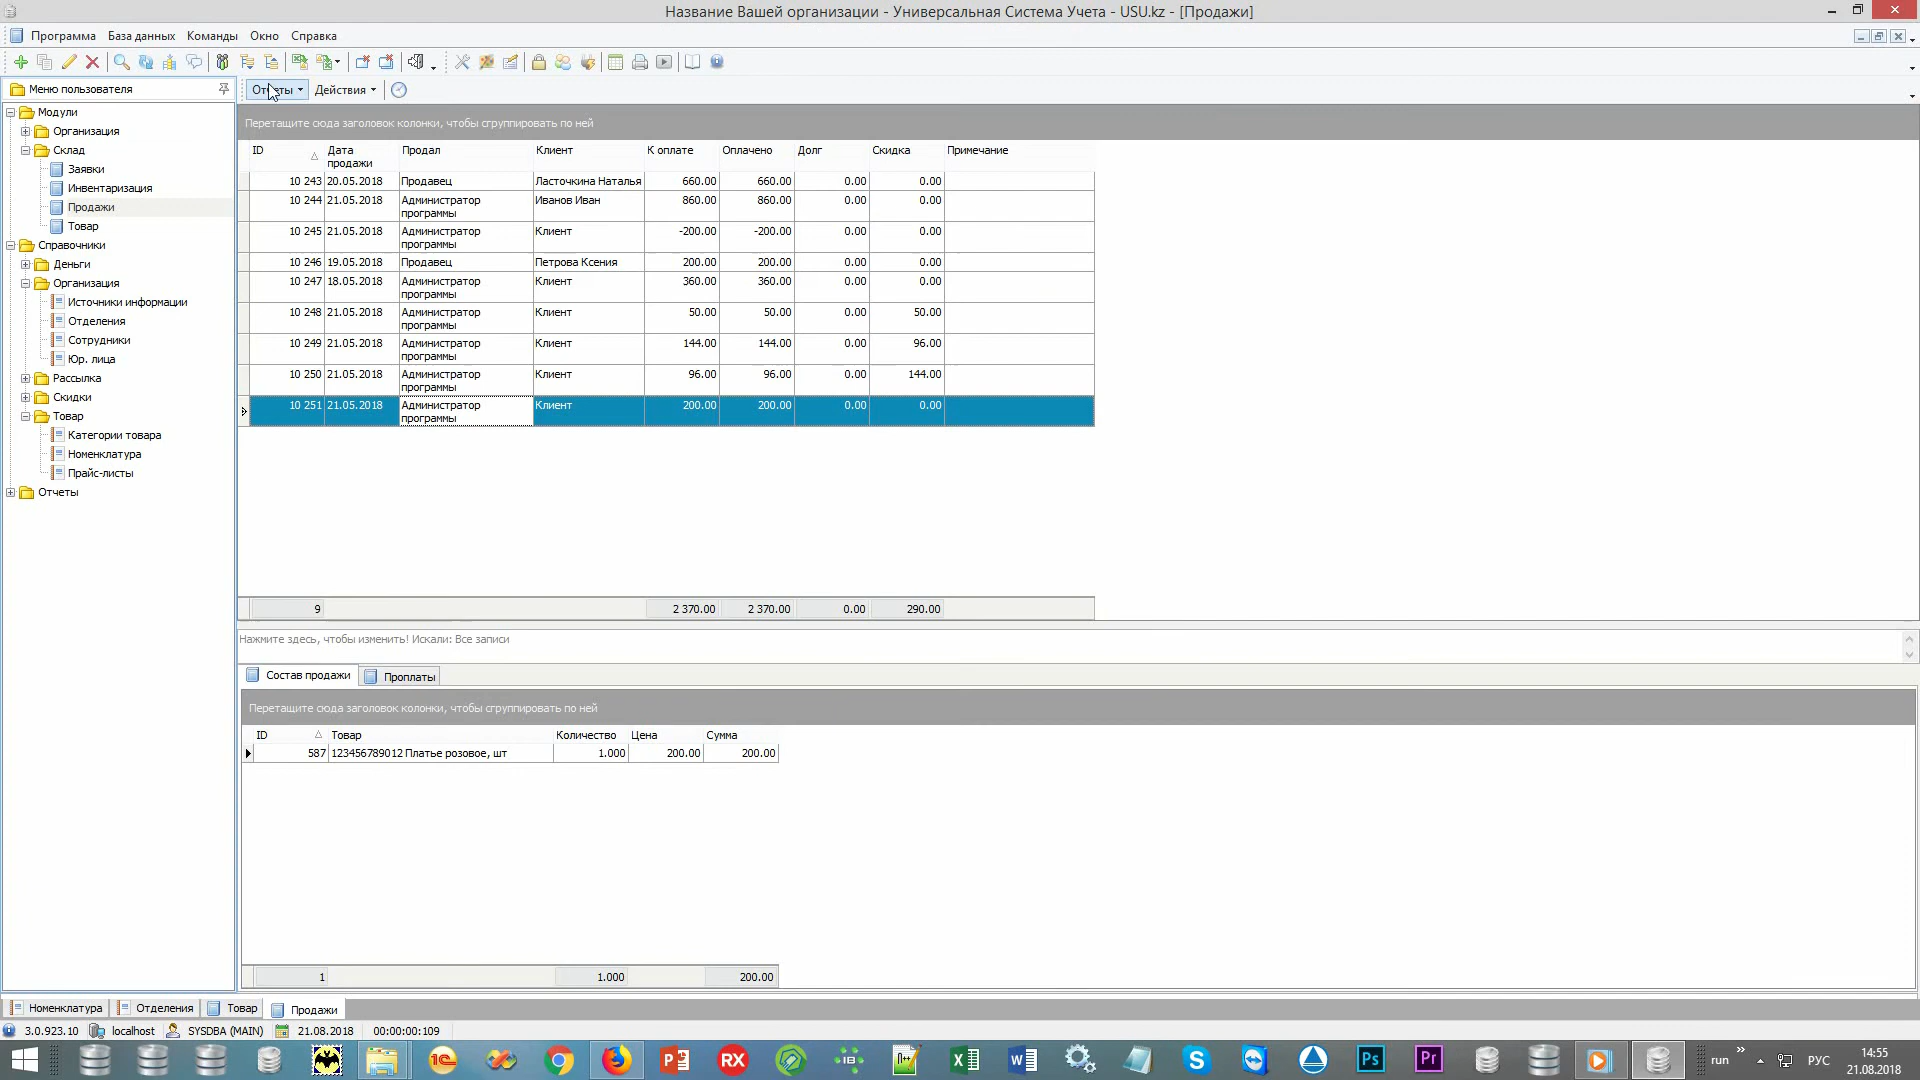 Название Вашей организации - Универсальная Система Учета - USU.kz - [Продажи]
Программа База данных Команды Окно Справка
Меню пользователя
Отчеты Действия
Модули
Организация
Склад
Заявки
Инвентаризация
Продажи
Товар
Справочники
Деньги
Организация
Источники информации
Отделения
Сотрудники
Юр. лица
Рассылка
Скидки
Товар
Категории товара
Номенклатура
Прайс-листы
Отчеты
Перетащите сюда заголовок колонки, чтобы сгруппировать по ней
ID Дата продажи Продал Клиент К оплате Оплачено Долг Скидка Примечание
10 243 20.05.2018 Продавец Ласточкина Наталья 660.00 660.00 0.00 0.00
10 244 21.05.2018 Администратор программы Иванов Иван 860.00 860.00 0.00 0.00
10 245 21.05.2018 Администратор программы Клиент -200.00 -200.00 0.00 0.00
10 246 19.05.2018 Продавец Петрова Ксения 200.00 200.00 0.00 0.00
10 247 18.05.2018 Администратор программы Клиент 360.00 360.00 0.00 0.00
10 248 21.05.2018 Администратор программы Клиент 50.00 50.00 0.00 50.00
10 249 21.05.2018 Администратор программы Клиент 144.00 144.00 0.00 96.00
10 250 21.05.2018 Администратор программы Клиент 96.00 96.00 0.00 144.00
10 251 21.05.2018 Администратор программы Клиент 200.00 200.00 0.00 0.00
9 2 370.00 2 370.00 0.00 290.00
Нажмите здесь, чтобы изменить! Искали: Все записи
Состав продажи Проплаты
Перетащите сюда заголовок колонки, чтобы сгруппировать по ней
ID Товар Количество Цена Сумма
587 123456789012 Платье розовое, шт 1.000 200.00 200.00
1 1.000 200.00
Номенклатура Отделения Товар Продажи
3.0.923.10 localhost SYSDBA (MAIN) 21.08.2018 00:00:00:109
1С RX IB N++ X W S Ps Pr run РУС 14:55
21.08.2018